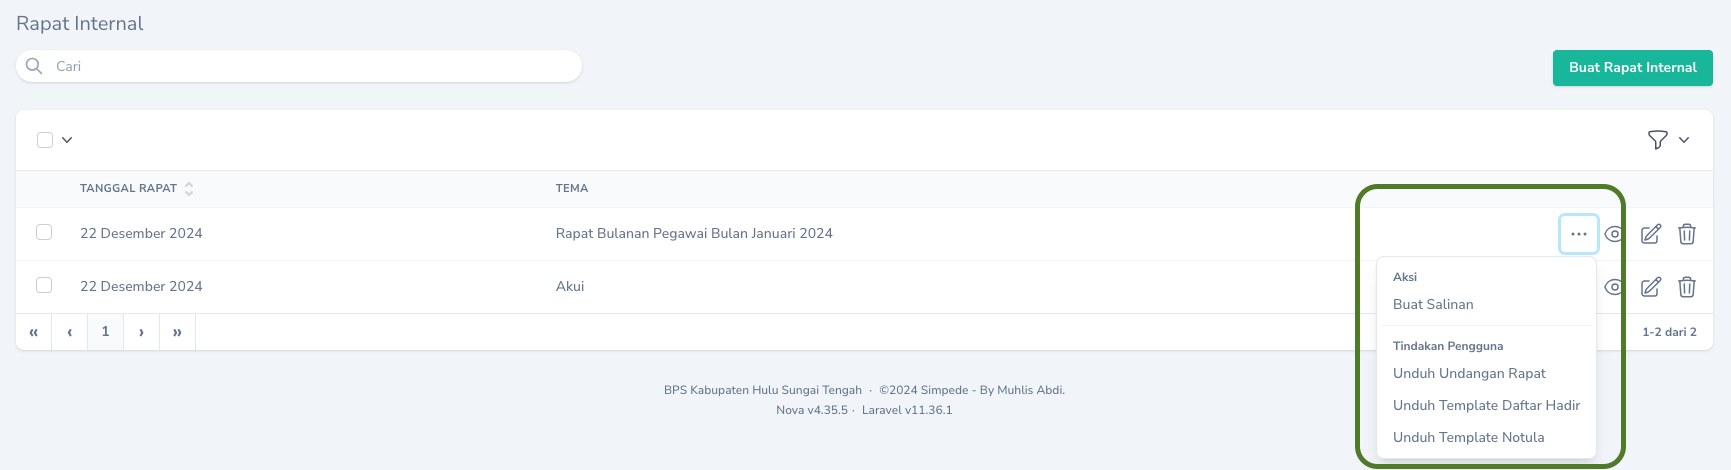 Rapat Internal
Cari
Buat Rapat Internal
TANGGAL RAPAT TEMA
22 Desember 2024 Rapat Bulanan Pegawai Bulan Januari 2024
22 Desember 2024 Akui
Aksi
Buat Salinan
Tindakan Pengguna
Unduh Undangan Rapat
Unduh Template Daftar Hadir
Unduh Template Notula
« ‹ 1 › » 1-2 dari 2
BPS Kabupaten Hulu Sungai Tengah · ©2024 Simpede - By Muhlis Abdi.
Nova v4.35.5 · Laravel v11.36.1